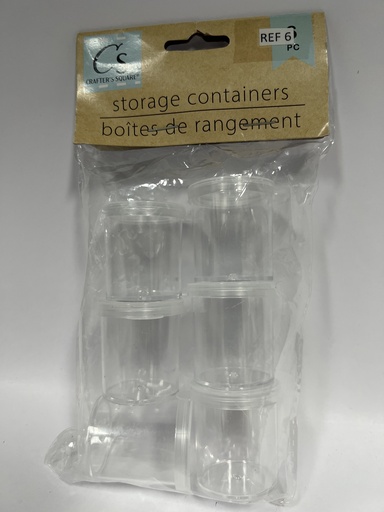 Cs
CRAFTER'S SQUARE
REF 6
PC
storage containers
boîtes de rangement